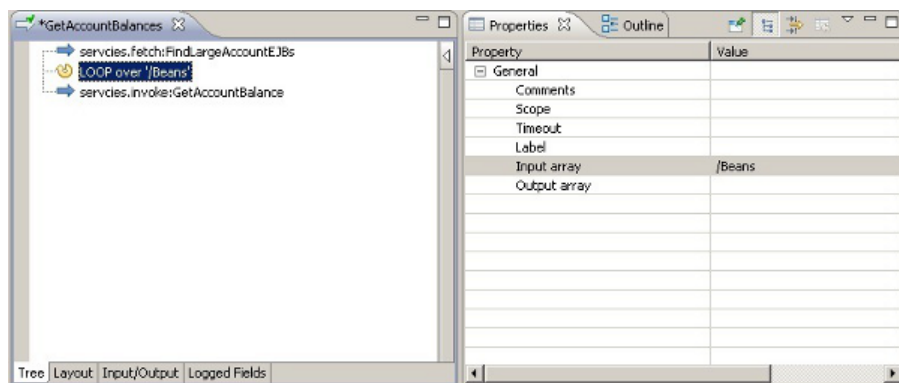 *GetAccountBalances
servcies.fetch:FindLargeAccountEJBs
LOOP over '/Beans'
servcies.invoke:GetAccountBalance
Tree Layout Input/Output Logged Fields
Properties Outline
Property Value
General
Comments
Scope
Timeout
Label
Input array /Beans
Output array